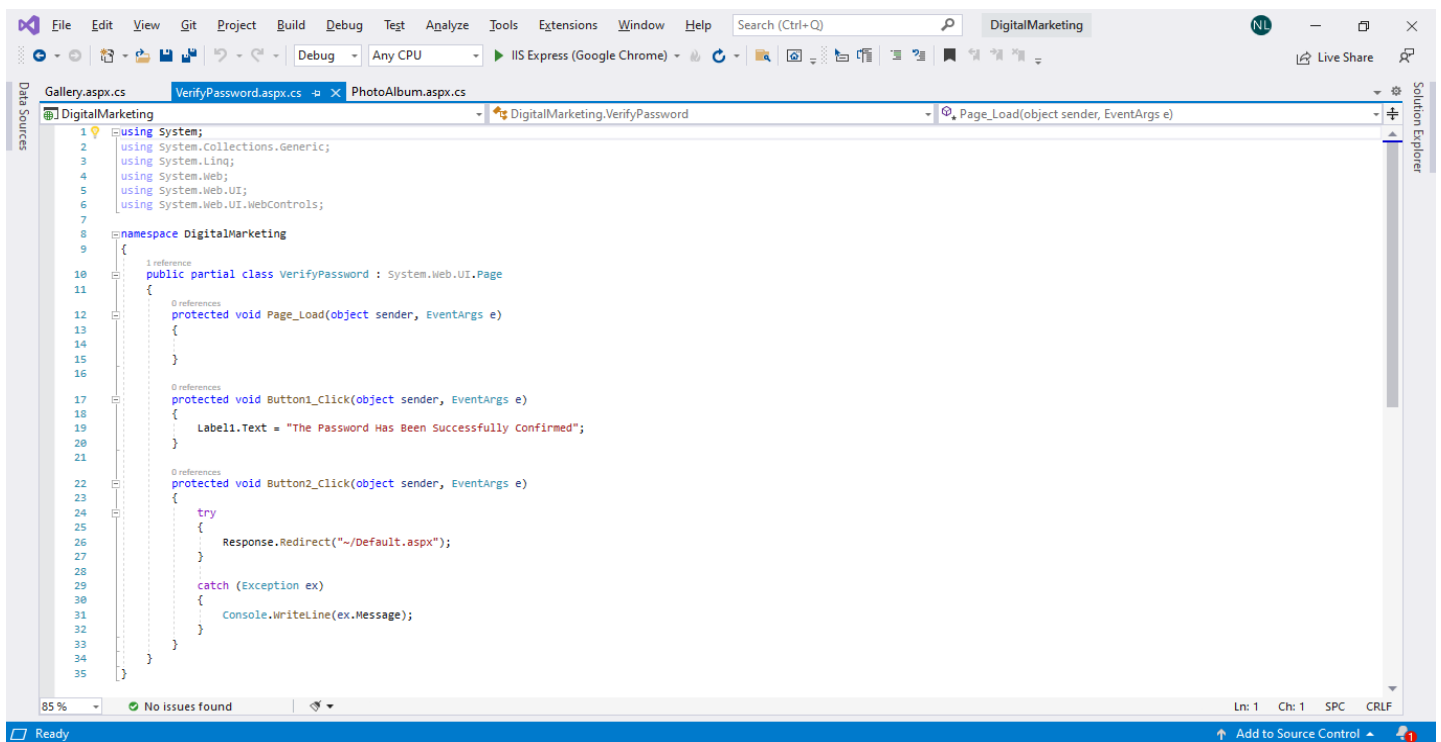 File Edit View Git Project Build Debug Test Analyze Tools Extensions Window Help Search (Ctrl+Q) DigitalMarketing NL
Debug Any CPU IIS Express (Google Chrome) Live Share
Data Sources
Gallery.aspx.cs VerifyPassword.aspx.cs PhotoAlbum.aspx.cs
Solution Explorer
DigitalMarketing DigitalMarketing.VerifyPassword Page_Load(object sender, EventArgs e)
1 using System;
2 using System.Collections.Generic;
3 using System.Linq;
4 using System.Web;
5 using System.Web.UI;
6 using System.Web.UI.WebControls;
7
8 namespace DigitalMarketing
9 {
1 reference
10 public partial class VerifyPassword : System.Web.UI.Page
11 {
0 references
12 protected void Page_Load(object sender, EventArgs e)
13 {
14
15 }
16
0 references
17 protected void Button1_Click(object sender, EventArgs e)
18 {
19 Label1.Text = "The Password Has Been Successfully Confirmed";
20 }
21
0 references
22 protected void Button2_Click(object sender, EventArgs e)
23 {
24 try
25 {
26 Response.Redirect("~/Default.aspx");
27 }
28
29 catch (Exception ex)
30 {
31 Console.WriteLine(ex.Message);
32 }
33 }
34 }
35 }
85 % No issues found Ln: 1 Ch: 1 SPC CRLF
Ready Add to Source Control 1